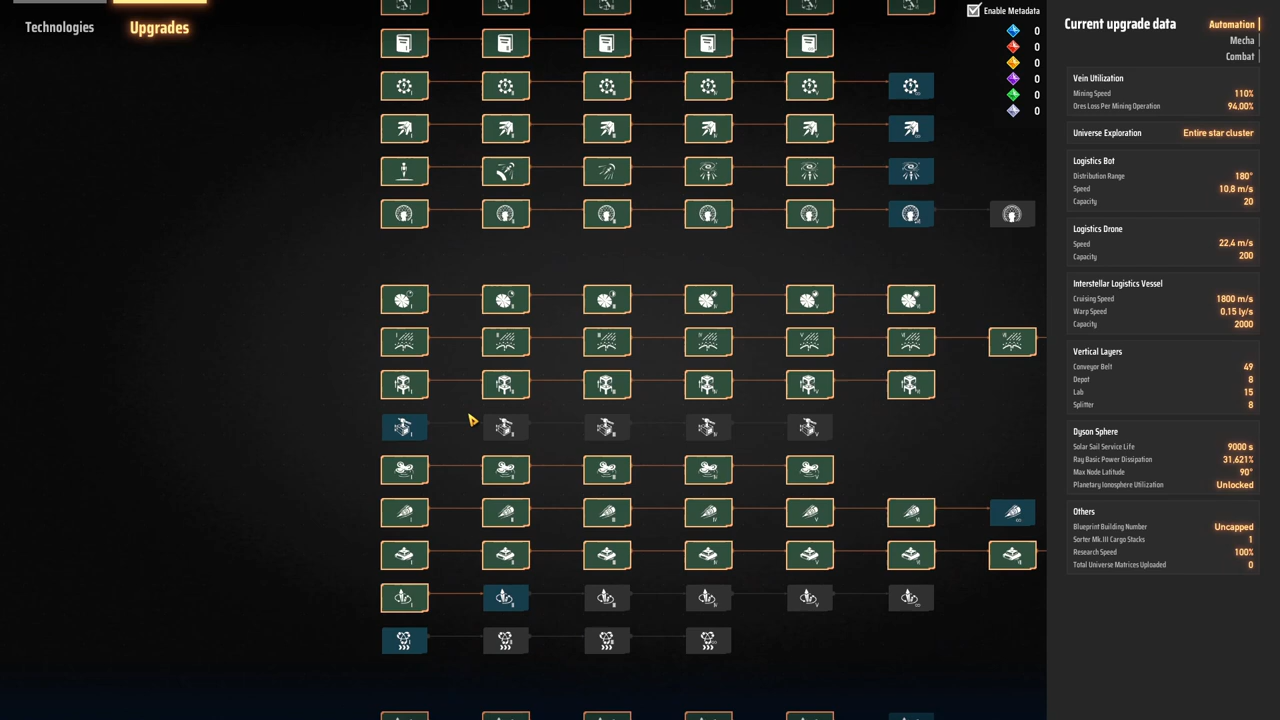 Technologies
Upgrades
Enable Metadata
0
0
0
0
0
0
Current upgrade data
Automation
Mecha
Combat
Vein Utilization
Mining Speed 110%
Ores Loss Per Mining Operation 94.00%
Universe Exploration Entire star cluster
Logistics Bot
Distribution Range 180°
Speed 10.8 m/s
Capacity 20
Logistics Drone
Speed 22.4 m/s
Capacity 200
Interstellar Logistics Vessel
Cruising Speed 1800 m/s
Warp Speed 0.15 ly/s
Capacity 2000
Vertical Layers
Conveyor Belt 49
Depot 8
Lab 15
Splitter 8
Dyson Sphere
Solar Sail Service Life 9000 s
Ray Basic Power Dissipation 31.621%
Max Node Latitude 90°
Planetary Ionosphere Utilization Unlocked
Others
Blueprint Building Number Uncapped
Sorter Mk.III Cargo Stacks 1
Research Speed 100%
Total Universe Matrices Uploaded 0